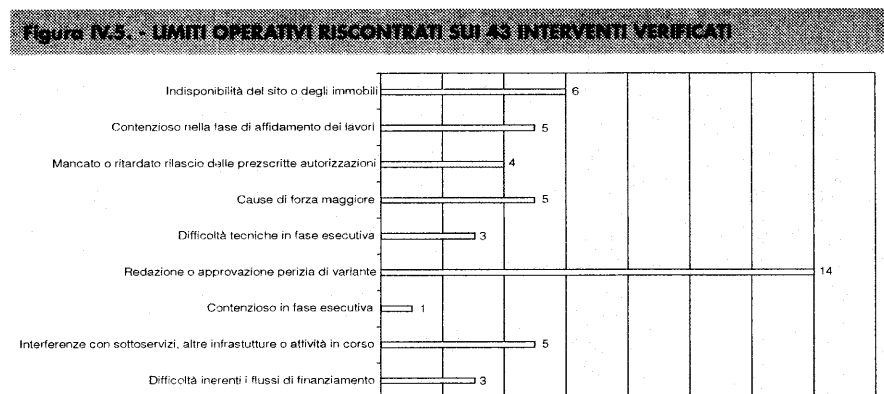 Figura IV.5. - LIMITI OPERATIVI RISCONTRATI SUI 43 INTERVENTI VERIFICATI
Indisponibilità del sito o degli immobili 6
Contenzioso nella fase di affidamento dei lavori 5
Mancato o ritardato rilascio delle prezscritte autorizzazioni 4
Cause di forza maggiore 5
Difficoltà tecniche in fase esecutiva 3
Redazione o approvazione perizia di variante 14
Contenzioso in fase esecutiva 1
Interferenze con sottoservizi, altre infrastutture o attività in corso 5
Difficoltà inerenti i flussi di finanziamento 3